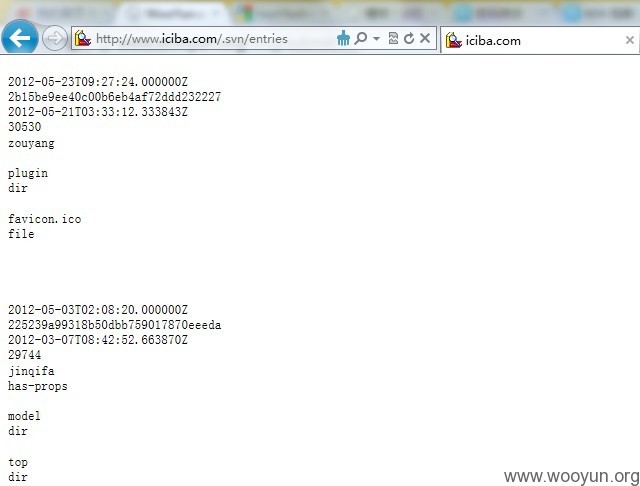 http://www.iciba.com/.svn/entries
iciba.com
2012-05-23T09:27:24.000000Z
2b15be9ee40c00b6eb4af72ddd232227
2012-05-21T03:33:12.333843Z
30530
zouyang
plugin
dir
favicon.ico
file
2012-05-03T02:08:20.000000Z
225239a99318b50dbb759017870eeeda
2012-03-07T08:42:52.663870Z
29744
jinqifa
has-props
model
dir
top
dir
www.wooyun.org